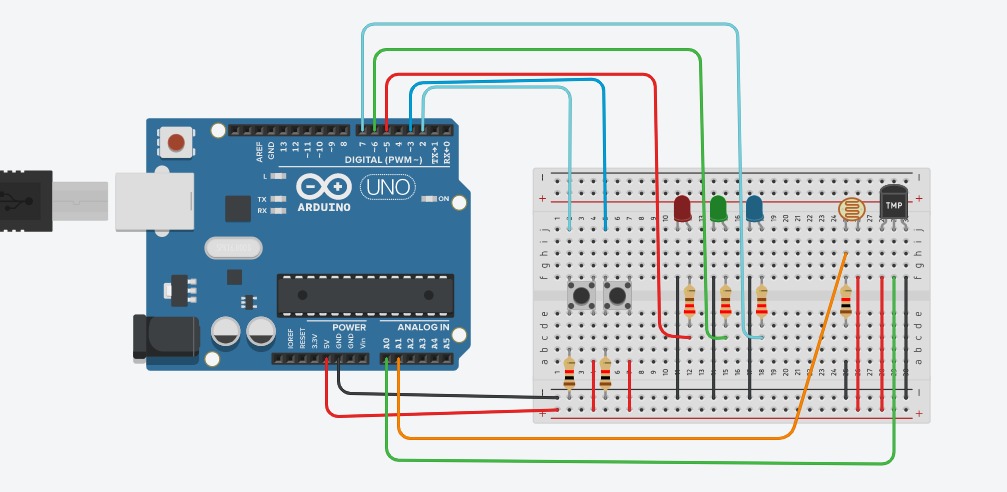 AREF
GND
13
12
~11
~10
~9
8
7
~6
~5
4
~3
2
TX→1
RX←0
DIGITAL (PWM~)
L
TX
RX
UNO
ON
ARDUINO
POWER
ANALOG IN
IOREF
RESET
3.3V
5V
GND
GND
Vin
A0
A1
A2
A3
A4
A5
TMP